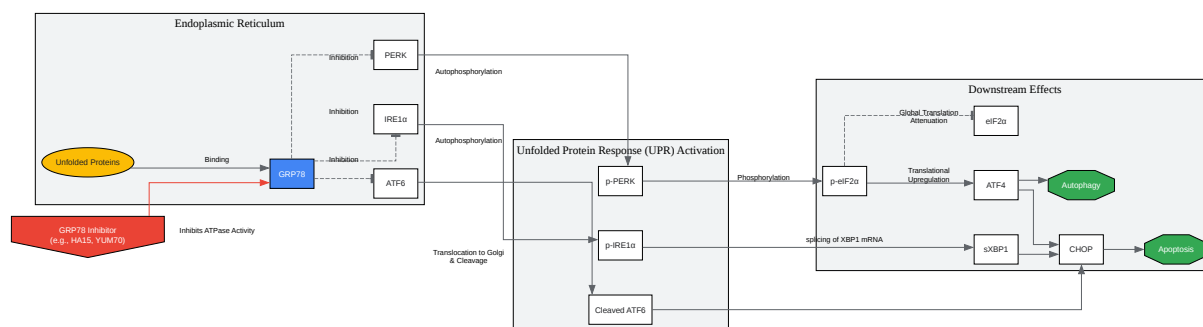 Endoplasmic Reticulum
PERK
Inhibition
Autophosphorylation
IRE1α
Inhibition
Autophosphorylation
Unfolded Proteins
Binding
GRP78
Inhibition
ATF6
GRP78 Inhibitor
(e.g., HA15, YUM70)
Inhibits ATPase Activity
Translocation to Golgi
& Cleavage
Unfolded Protein Response (UPR) Activation
p-PERK
Phosphorylation
p-IRE1α
splicing of XBP1 mRNA
Cleaved ATF6
Downstream Effects
Global Translation
Attenuation
eIF2α
p-eIF2α
Translational
Upregulation
ATF4
Autophagy
sXBP1
CHOP
Apoptosis